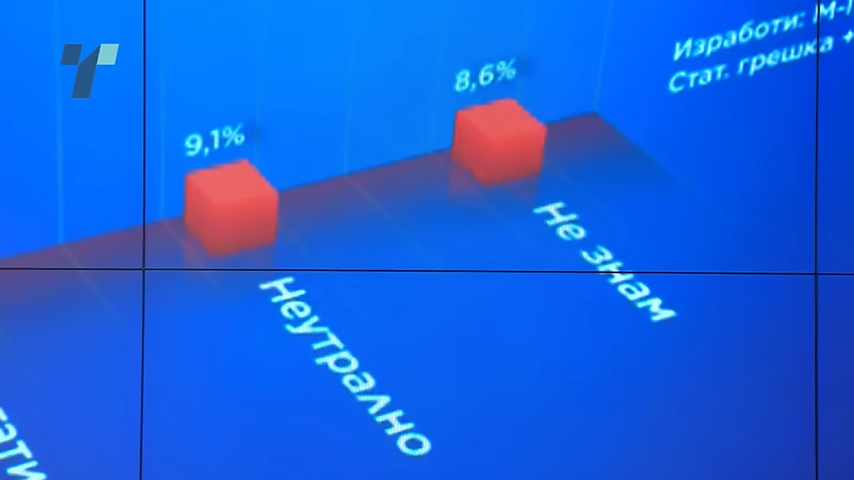 8,6%
9,1%
Изработи:
Стат. грешка
Не знам
Неутрално